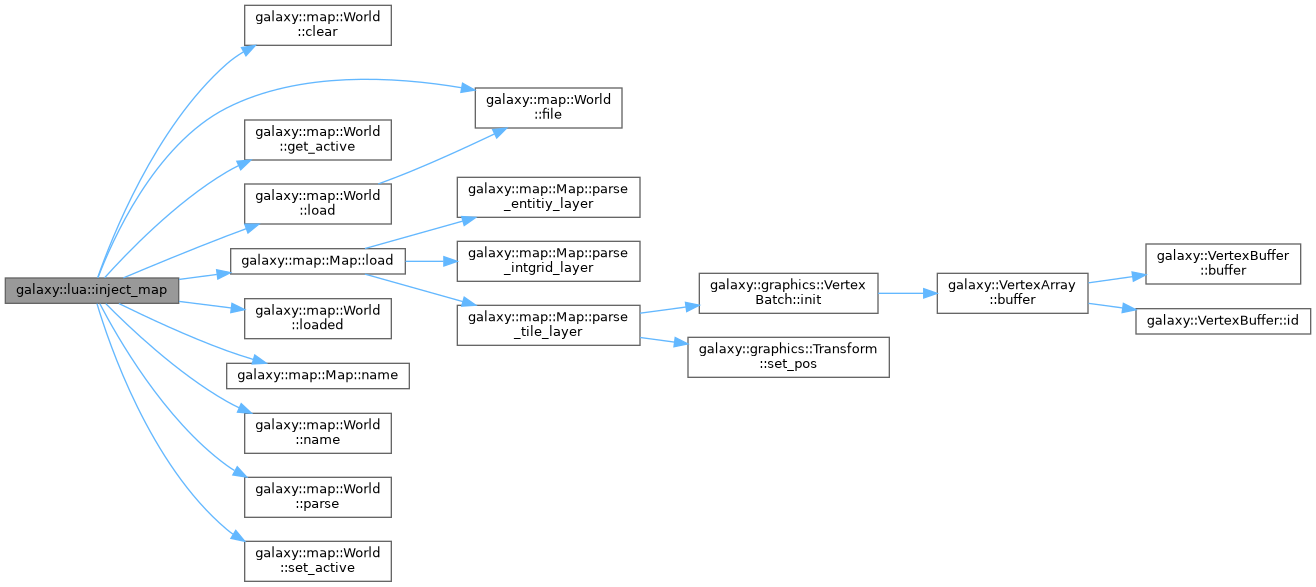 galaxy::lua::inject_map
galaxy::map::World
::clear
galaxy::map::World
::file
galaxy::map::World
::get_active
galaxy::map::World
::load
galaxy::map::Map::load
galaxy::map::Map::parse
_entitiy_layer
galaxy::map::Map::parse
_intgrid_layer
galaxy::map::Map::parse
_tile_layer
galaxy::graphics::Vertex
Batch::init
galaxy::VertexArray
::buffer
galaxy::VertexBuffer
::buffer
galaxy::VertexBuffer::id
galaxy::graphics::Transform
::set_pos
galaxy::map::World
::loaded
galaxy::map::Map::name
galaxy::map::World
::name
galaxy::map::World
::parse
galaxy::map::World
::set_active